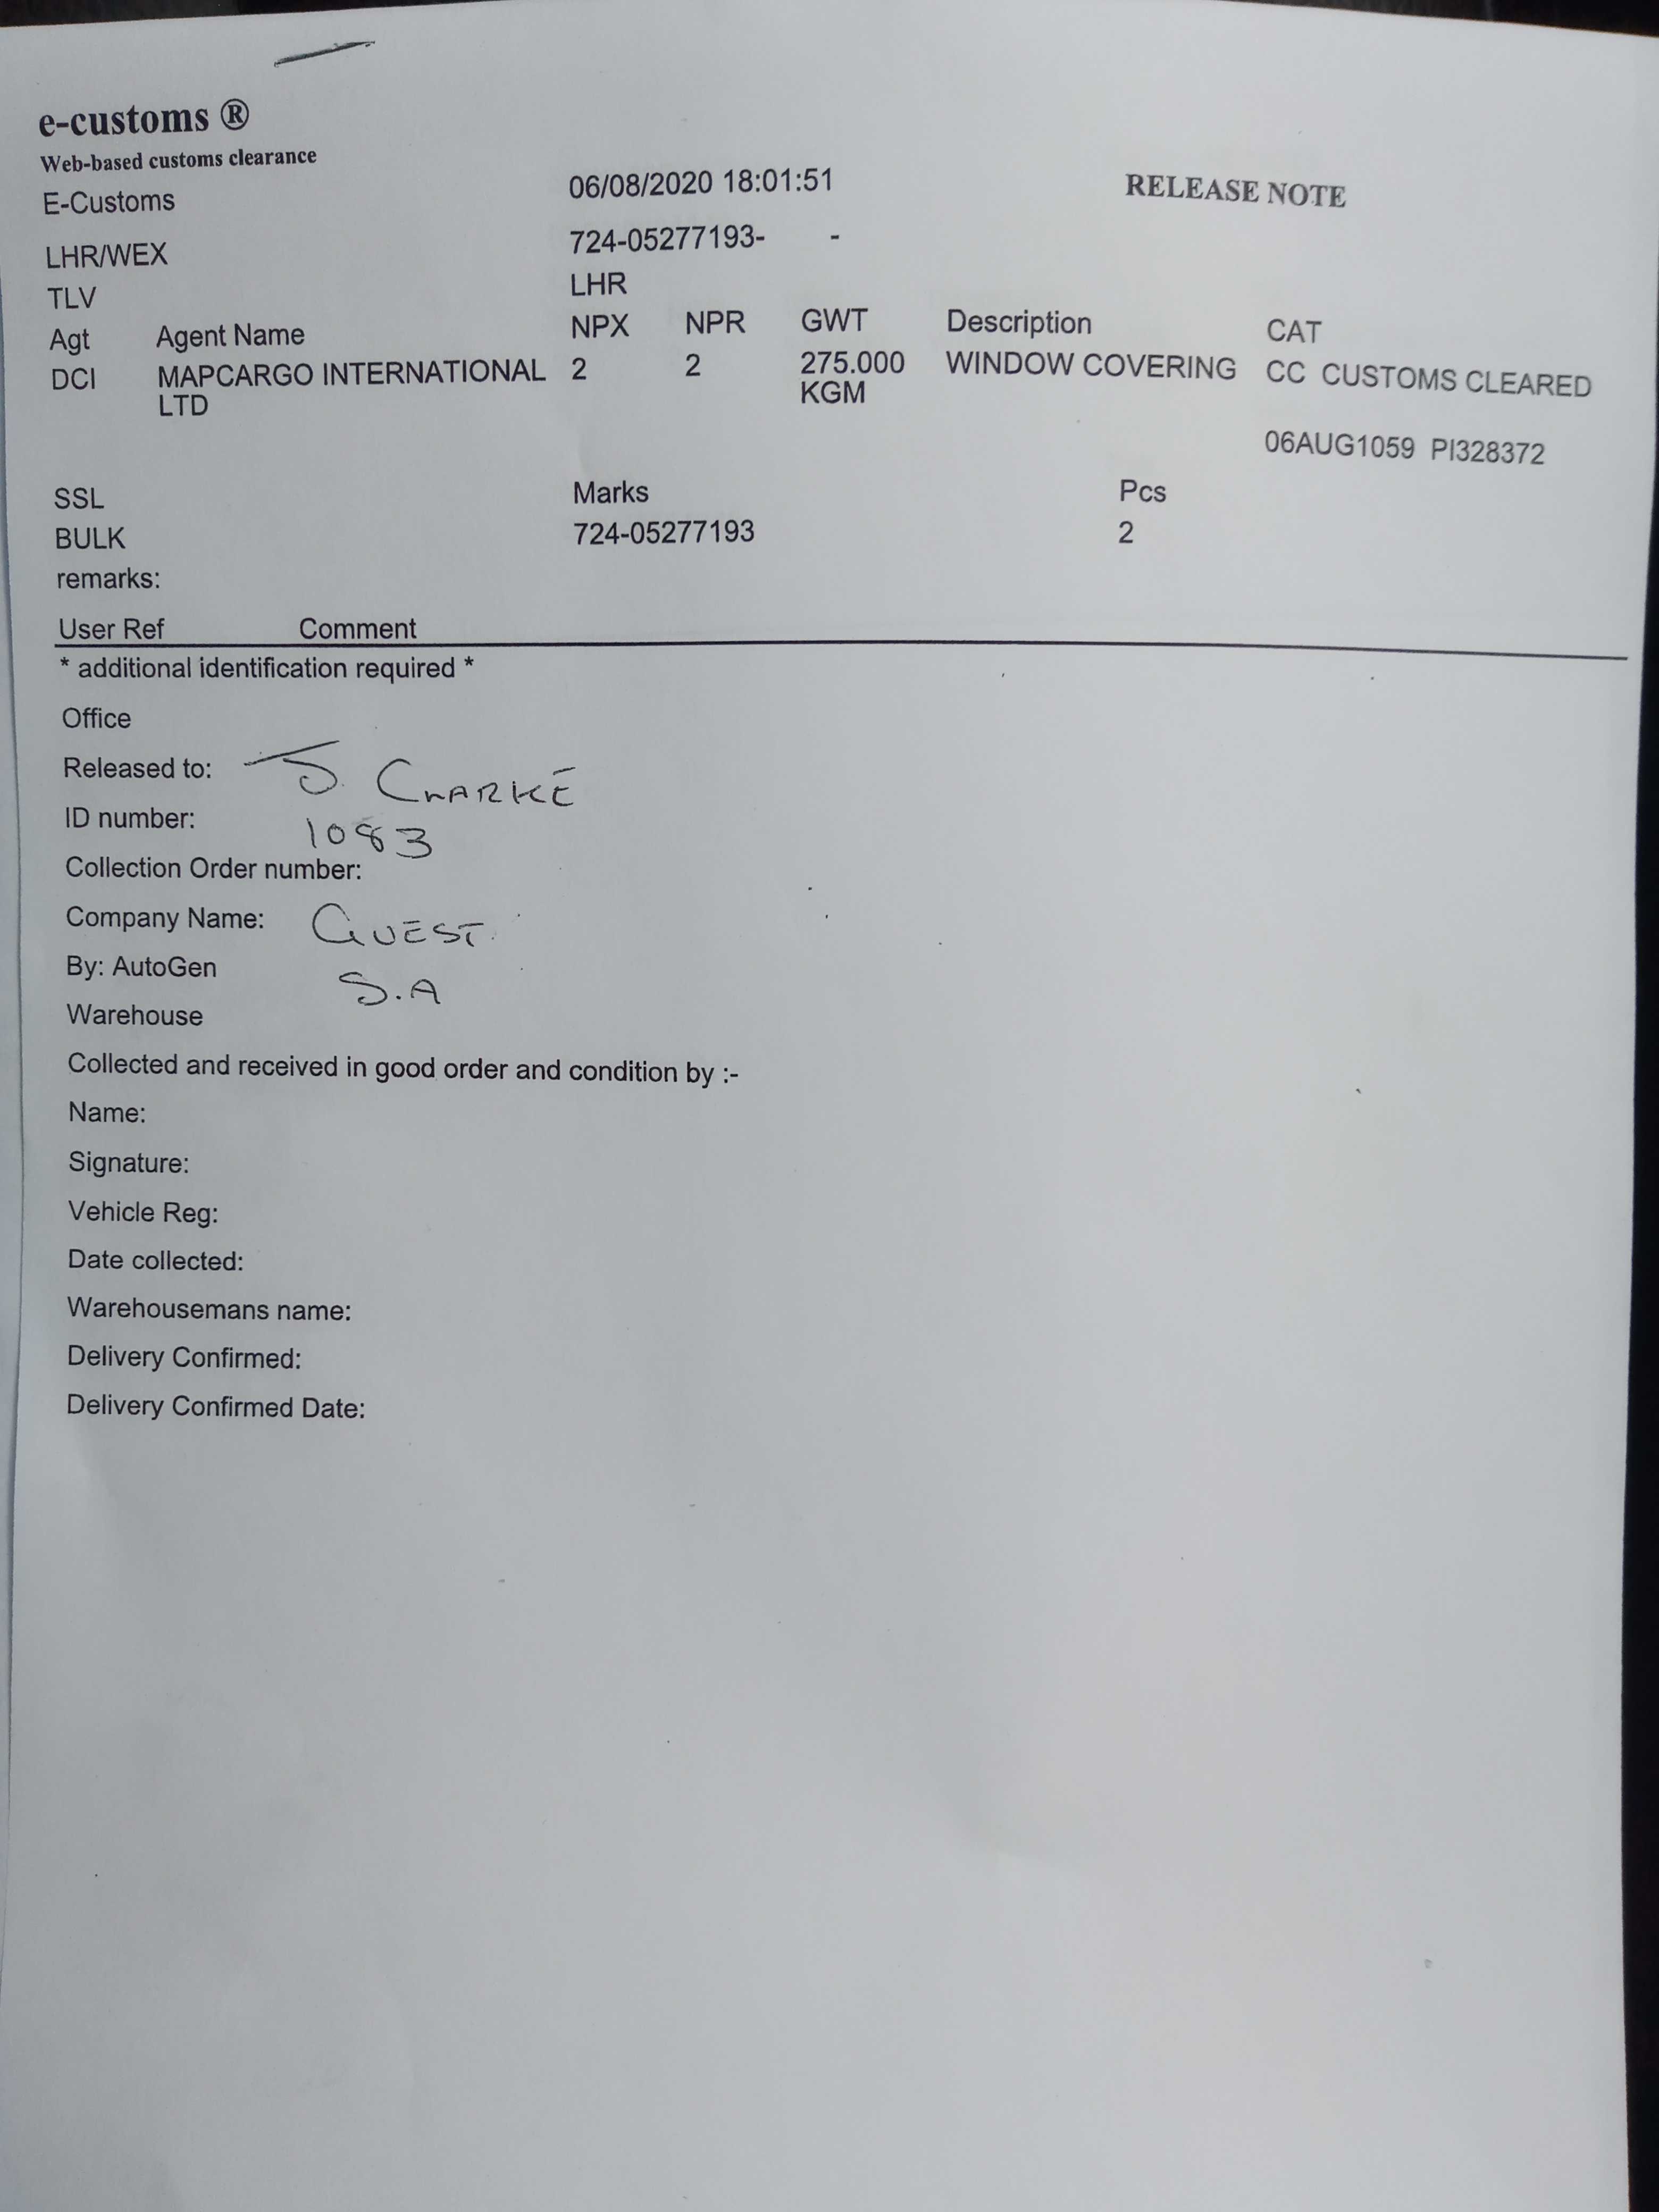 e-customs ®
Web-based customs clearance
E-Customs 06/08/2020 18:01:51 RELEASE NOTE
LHR/WEX 724-05277193- -
TLV LHR
Agt Agent Name NPX NPR GWT Description CAT
DCI MAPCARGO INTERNATIONAL 2 2 275.000 WINDOW COVERING CC CUSTOMS CLEARED
LTD KGM
06AUG1059 PI328372
SSL Marks Pcs
BULK 724-05277193 2
remarks:
User Ref Comment
* additional identification required *
Office
Released to: J. CLARKE
ID number: 1083
Collection Order number:
Company Name: QUEST.
By: AutoGen S.A
Warehouse
Collected and received in good order and condition by :-
Name:
Signature:
Vehicle Reg:
Date collected:
Warehousemans name:
Delivery Confirmed:
Delivery Confirmed Date: